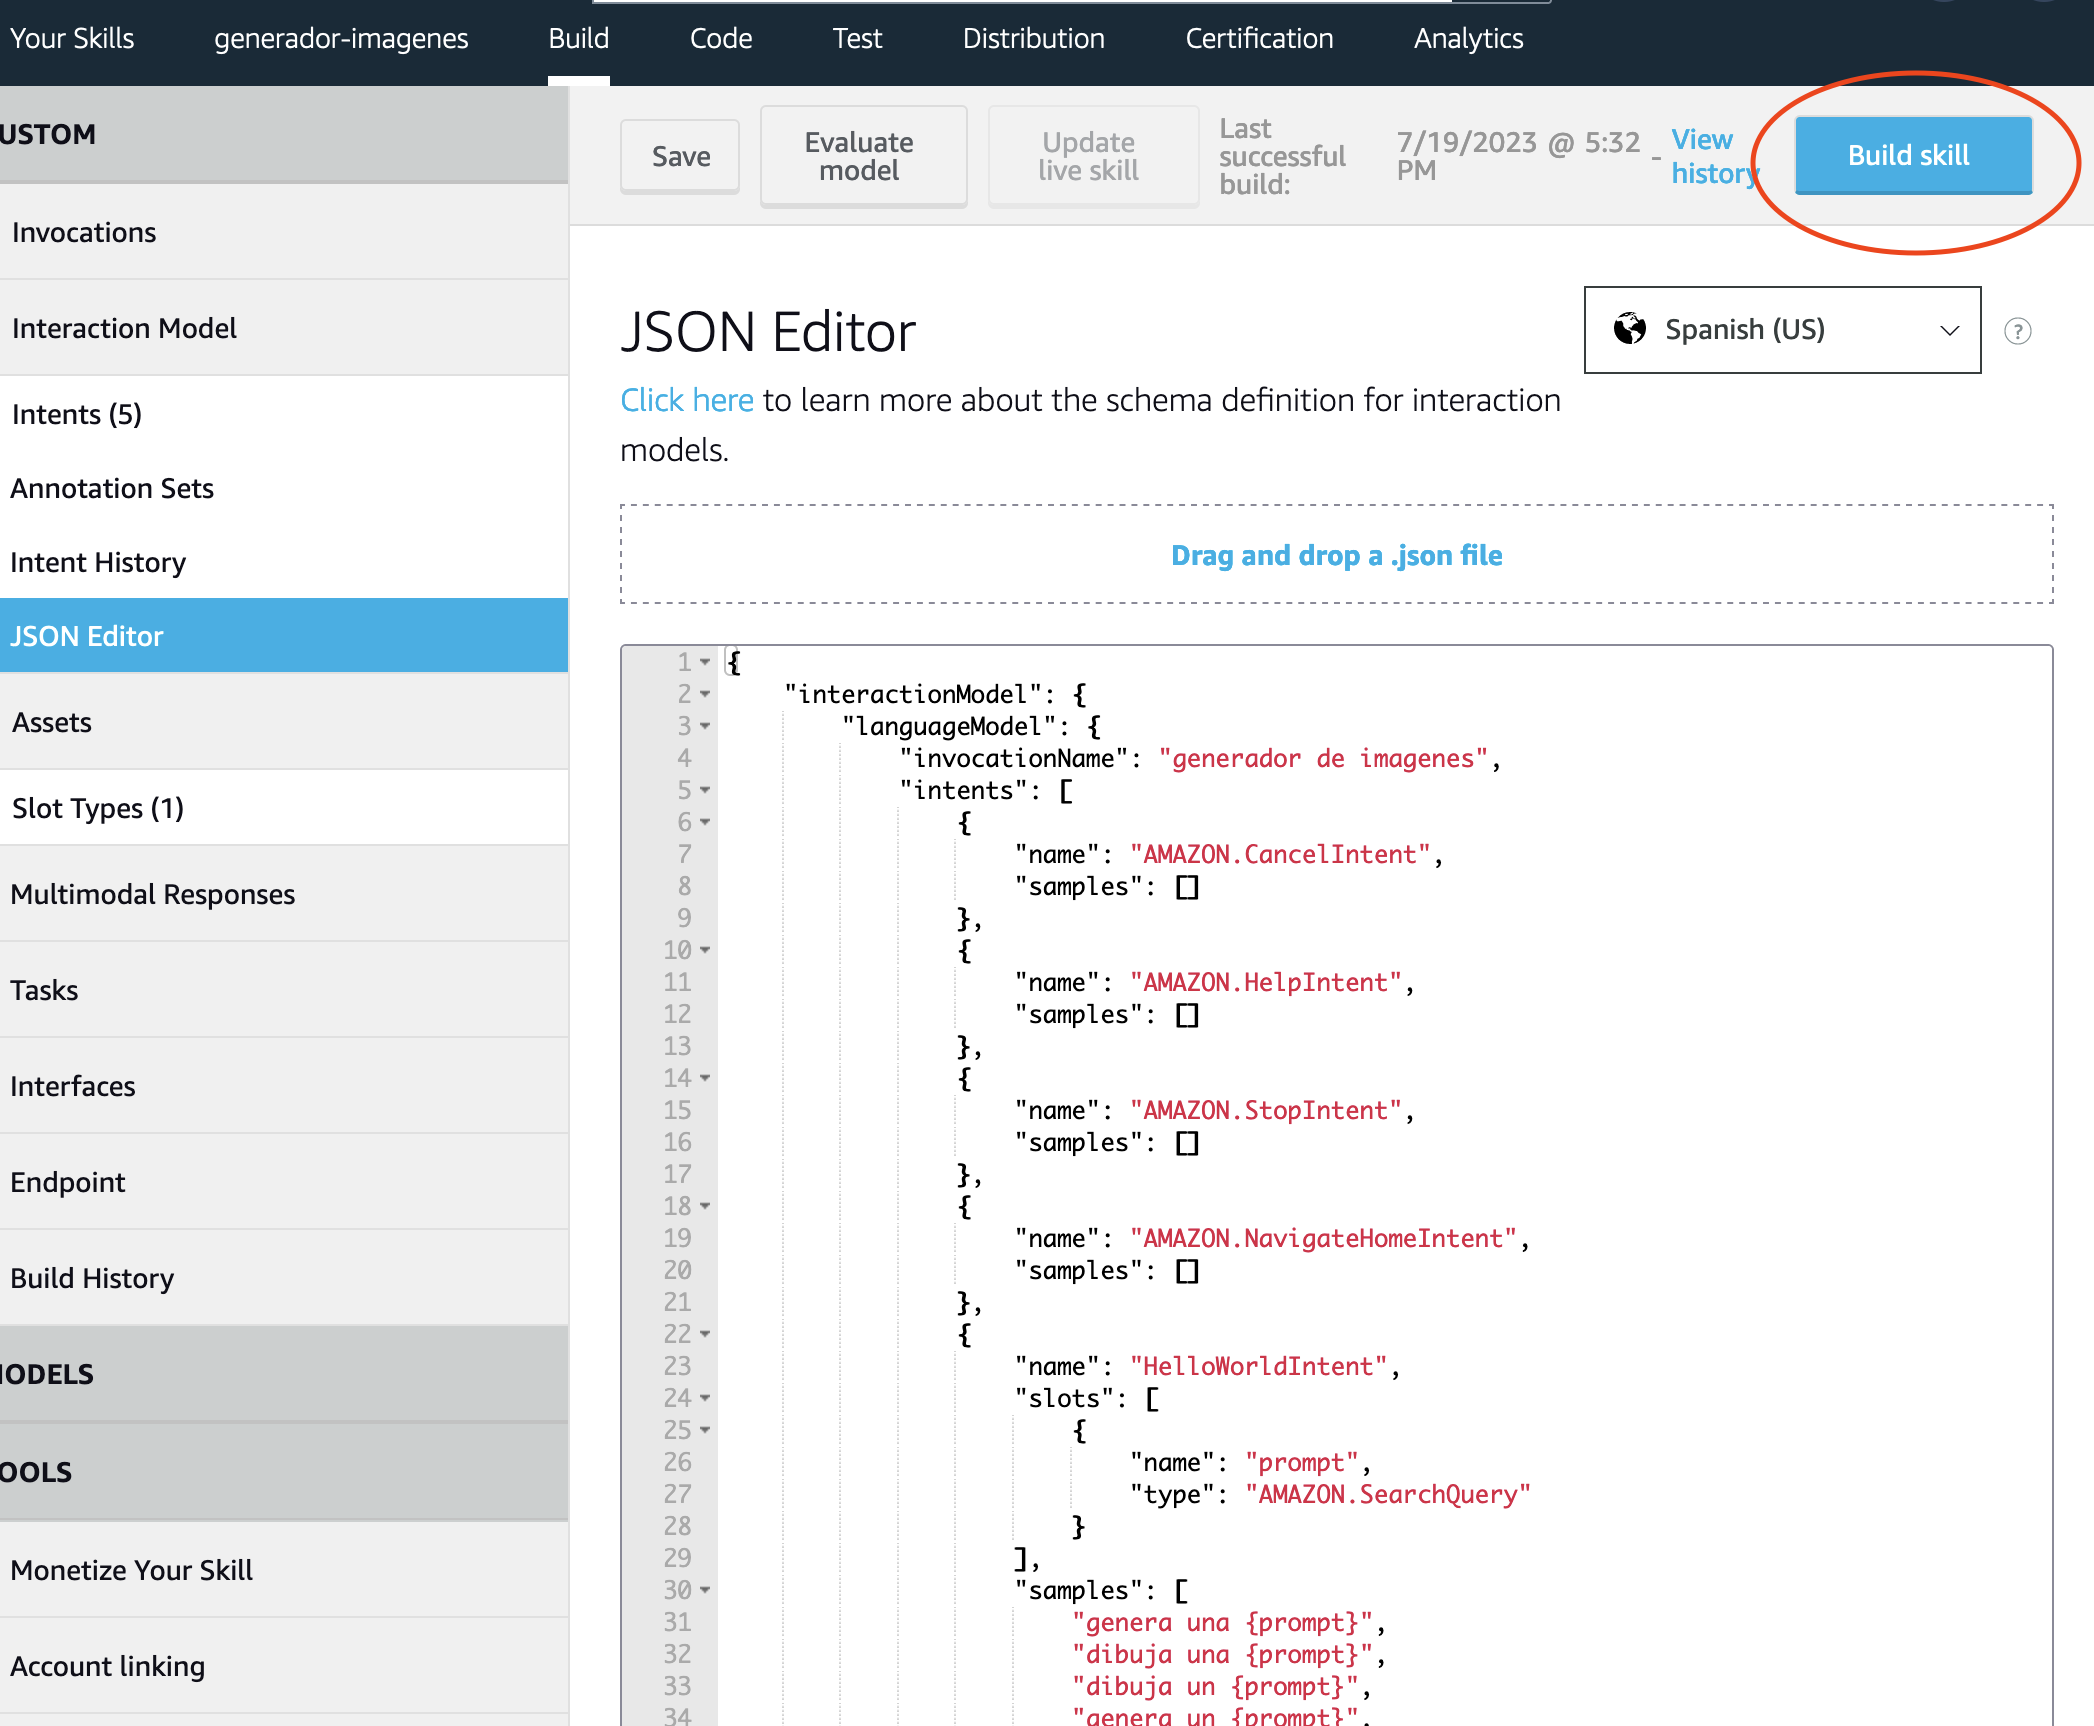 Your Skills
generador-imagenes
Build
Code
Test
Distribution
Certification
Analytics
USTOM
Invocations
Interaction Model
Intents (5)
Annotation Sets
Intent History
JSON Editor
Assets
Slot Types (1)
Multimodal Responses
Tasks
Interfaces
Endpoint
Build History
ODELS
OOLS
Monetize Your Skill
Account linking
Save
Evaluate
model
Update
live skill
Last
successful
build:
7/19/2023 @ 5:32
PM
-
View
history
Build skill
JSON Editor
Spanish (US)
?
Click here to learn more about the schema definition for interaction
models.
Drag and drop a .json file
1 {
2 "interactionModel": {
3 "languageModel": {
4 "invocationName": "generador de imagenes",
5 "intents": [
6 {
7 "name": "AMAZON.CancelIntent",
8 "samples": []
9 },
10 {
11 "name": "AMAZON.HelpIntent",
12 "samples": []
13 },
14 {
15 "name": "AMAZON.StopIntent",
16 "samples": []
17 },
18 {
19 "name": "AMAZON.NavigateHomeIntent",
20 "samples": []
21 },
22 {
23 "name": "HelloWorldIntent",
24 "slots": [
25 {
26 "name": "prompt",
27 "type": "AMAZON.SearchQuery"
28 }
29 ],
30 "samples": [
31 "genera una {prompt}",
32 "dibuja una {prompt}",
33 "dibuja un {prompt}",
34 "genera un {prompt}",